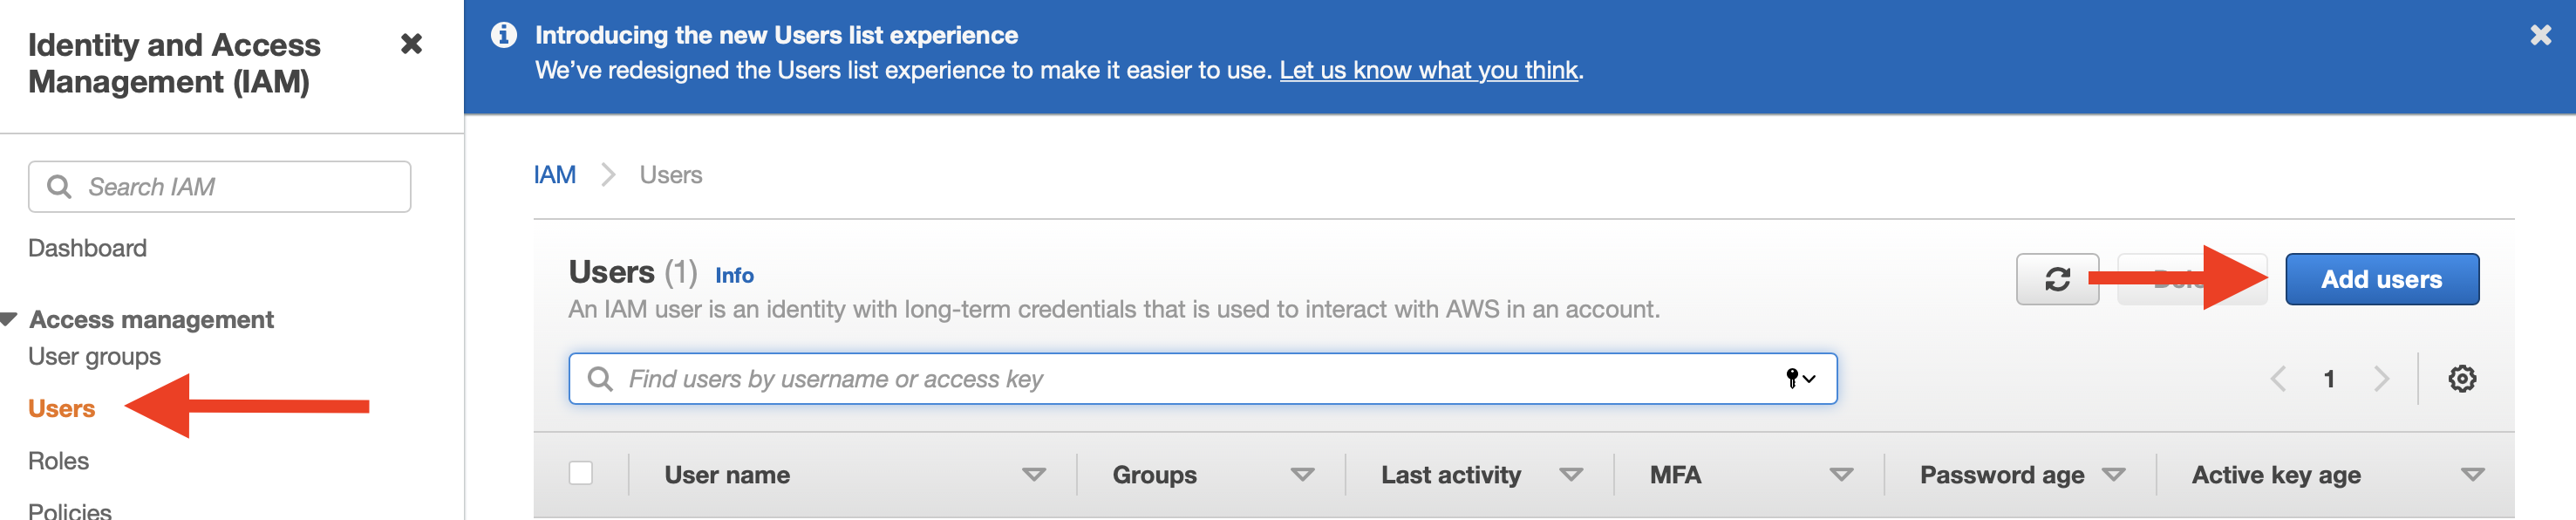 Identity and Access
Management (IAM)
Search IAM
Dashboard
Access management
User groups
Users
Roles
Policies
Introducing the new Users list experience
We've redesigned the Users list experience to make it easier to use. Let us know what you think.
IAM
Users
Users (1) Info
An IAM user is an identity with long-term credentials that is used to interact with AWS in an account.
Add users
Find users by username or access key
1
User name Groups Last activity MFA Password age Active key age